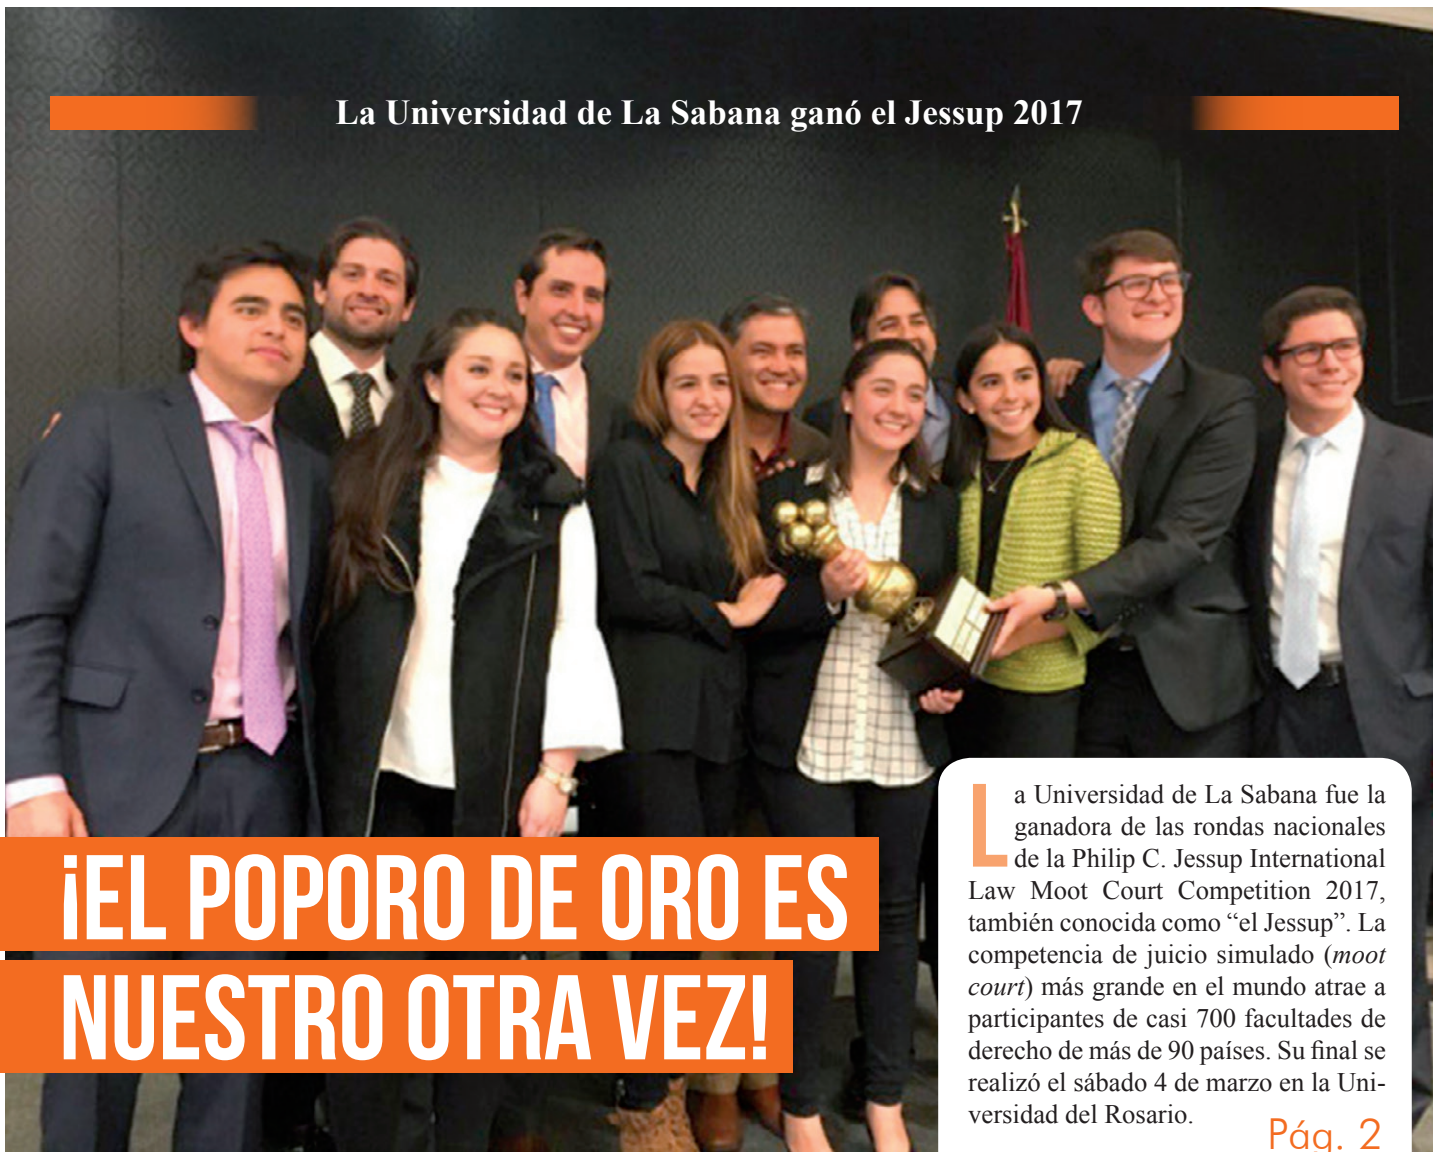 La Universidad de La Sabana ganó el Jessup 2017
¡EL POPORO DE ORO ES
NUESTRO OTRA VEZ!
La Universidad de La Sabana fue la
ganadora de las rondas nacionales
de la Philip C. Jessup International
Law Moot Court Competition 2017,
también conocida como “el Jessup”. La
competencia de juicio simulado (moot
court) más grande en el mundo atrae a
participantes de casi 700 facultades de
derecho de más de 90 países. Su final se
realizó el sábado 4 de marzo en la Uni-
versidad del Rosario.
Pág. 2